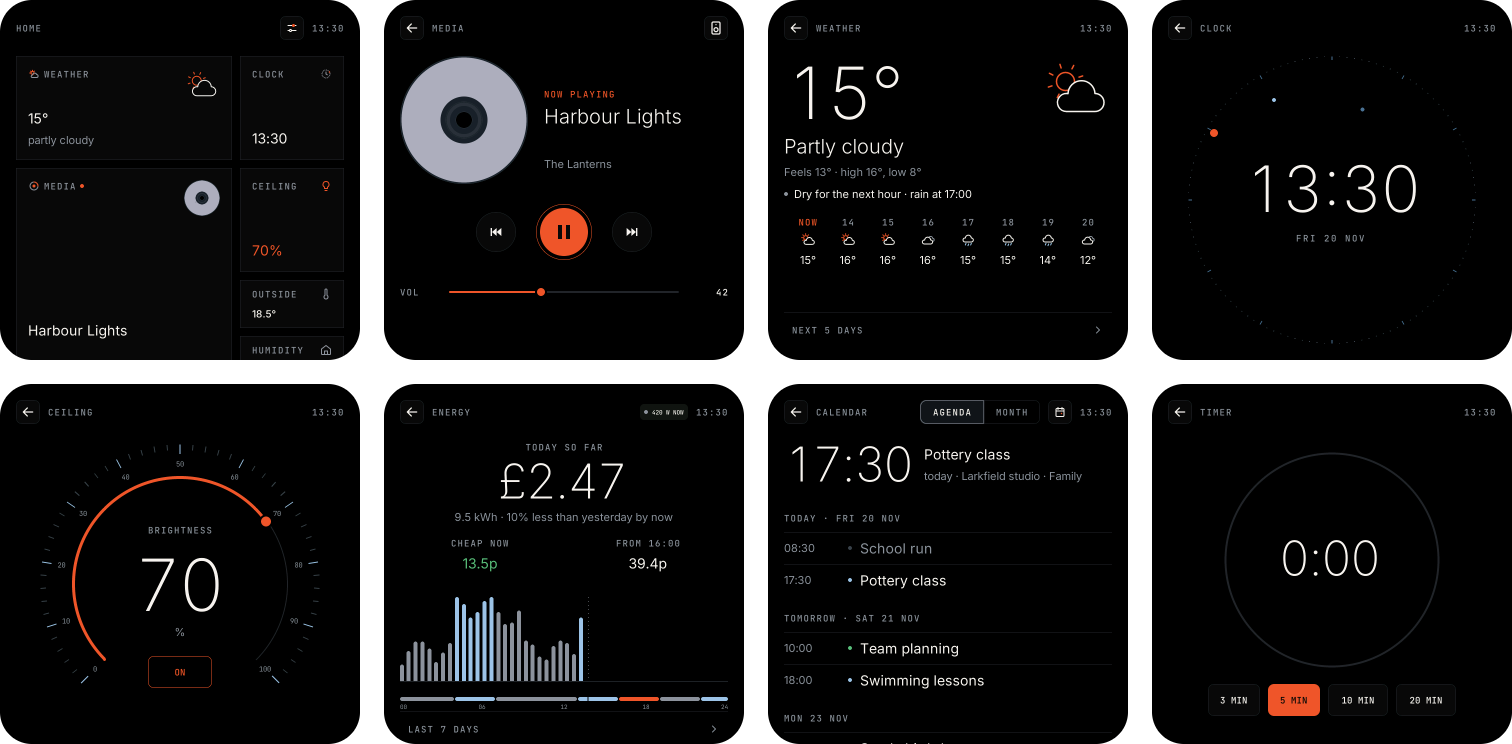 HOME 13:30
WEATHER
15°
partly cloudy
CLOCK
13:30
MEDIA
Harbour Lights
CEILING
70%
OUTSIDE
18.5°
HUMIDITY
MEDIA
NOW PLAYING
Harbour Lights
The Lanterns
VOL 42
WEATHER 13:30
15°
Partly cloudy
Feels 13° · high 16°, low 8°
Dry for the next hour · rain at 17:00
NOW 14 15 16 17 18 19 20
15° 16° 16° 16° 15° 15° 14° 12°
NEXT 5 DAYS
CLOCK 13:30
13:30
FRI 20 NOV
CEILING 13:30
0 10 20 30 40 50 60 70 80 90 100
BRIGHTNESS
70
%
ON
ENERGY 420 W NOW 13:30
TODAY SO FAR
£2.47
9.5 kWh · 10% less than yesterday by now
CHEAP NOW FROM 16:00
13.5p 39.4p
00 06 12 18 24
LAST 7 DAYS
CALENDAR AGENDA MONTH 13:30
17:30 Pottery class
today · Larkfield studio · Family
TODAY · FRI 20 NOV
08:30 School run
17:30 Pottery class
TOMORROW · SAT 21 NOV
10:00 Team planning
18:00 Swimming lessons
MON 23 NOV
TIMER 13:30
0:00
3 MIN 5 MIN 10 MIN 20 MIN